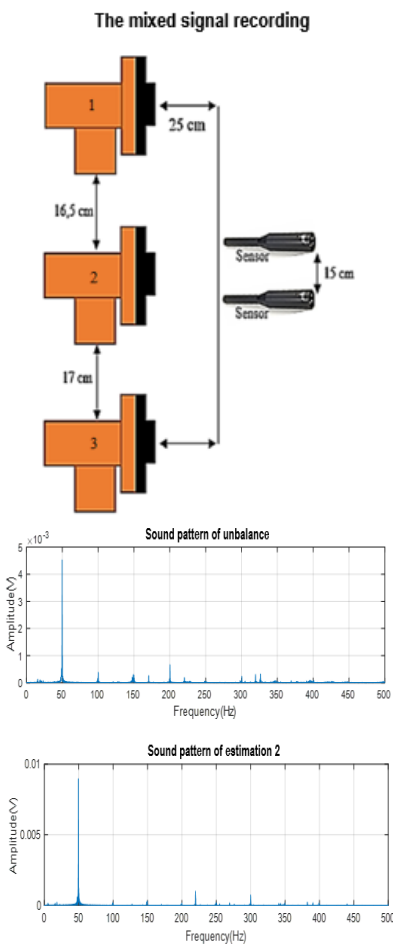 The mixed signal recording
1
25 cm
16,5 cm
Sensor
15 cm
2
Sensor
17 cm
3
Sound pattern of unbalance
×10⁻³
5
4
3
2
1
0
Amplitude(V)
0 50 100 150 200 250 300 350 400 450 500
Frequency(Hz)
Sound pattern of estimation 2
0.01
0.005
0
Amplitude(V)
0 50 100 150 200 250 300 350 400 450 500
Frequency(Hz)